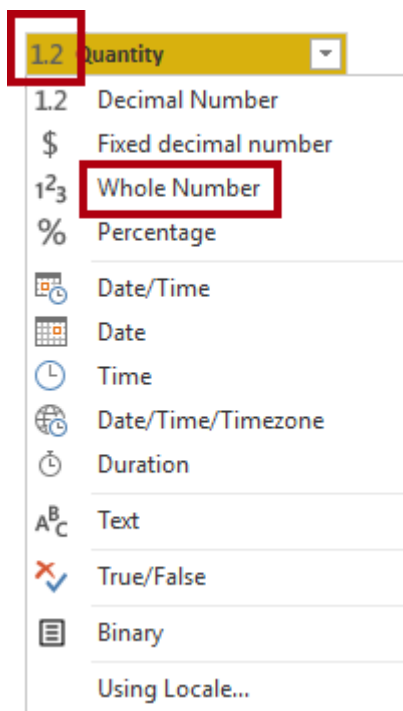 1.2 Quantity
1.2 Decimal Number
$ Fixed decimal number
1²3 Whole Number
% Percentage
Date/Time
Date
Time
Date/Time/Timezone
Duration
ABC Text
True/False
Binary
Using Locale...